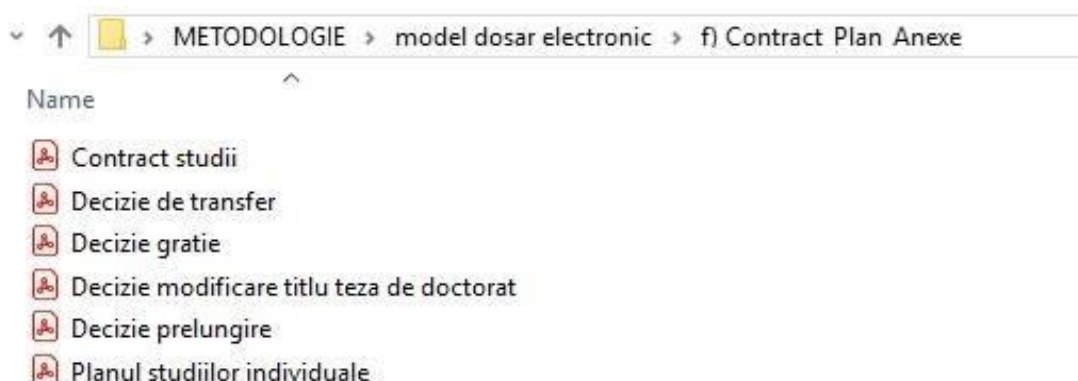 METODOLOGIE > model dosar electronic > f) Contract Plan Anexe
Name
Contract studii
Decizie de transfer
Decizie gratie
Decizie modificare titlu teza de doctorat
Decizie prelungire
Planul studiilor individuale